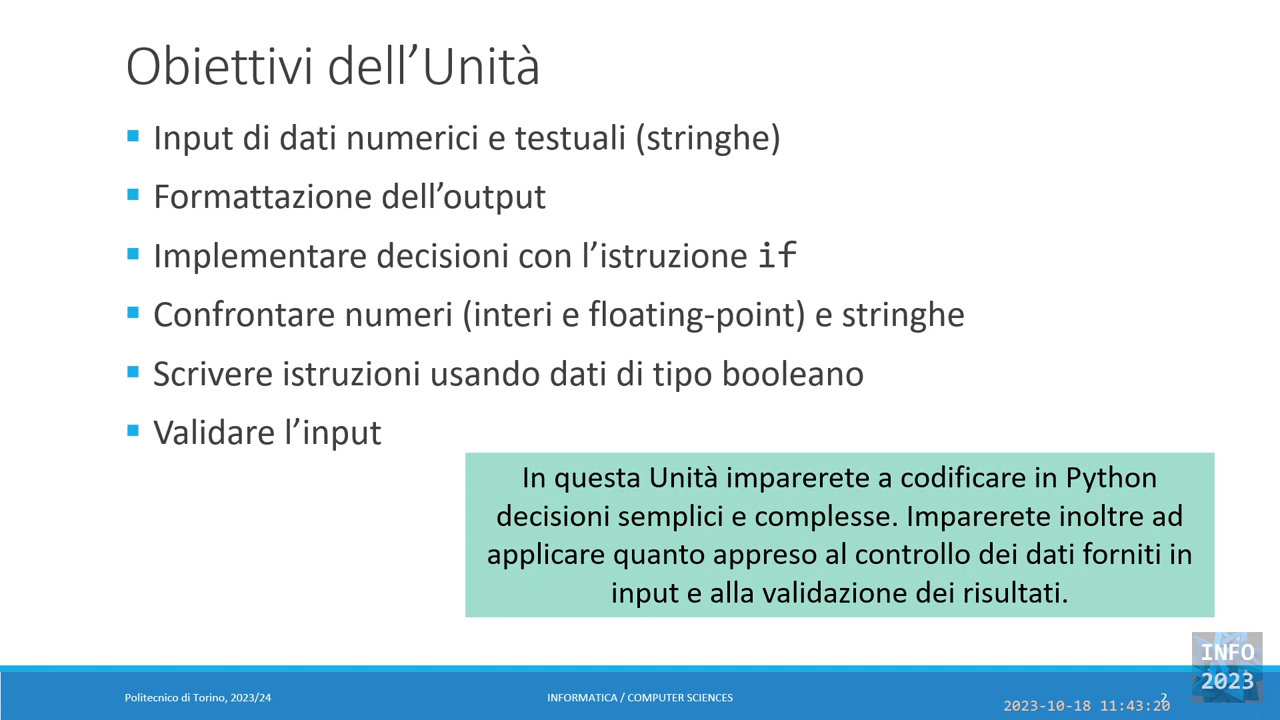 Obiettivi dell’Unità
▪ Input di dati numerici e testuali (stringhe)
▪ Formattazione dell’output
▪ Implementare decisioni con l’istruzione if
▪ Confrontare numeri (interi e floating-point) e stringhe
▪ Scrivere istruzioni usando dati di tipo booleano
▪ Validare l’input
In questa Unità imparerete a codificare in Python
decisioni semplici e complesse. Imparerete inoltre ad
applicare quanto appreso al controllo dei dati forniti in
input e alla validazione dei risultati.
INFO
2023
Politecnico di Torino, 2023/24
INFORMATICA / COMPUTER SCIENCES
2
2023-10-18 11:43:20